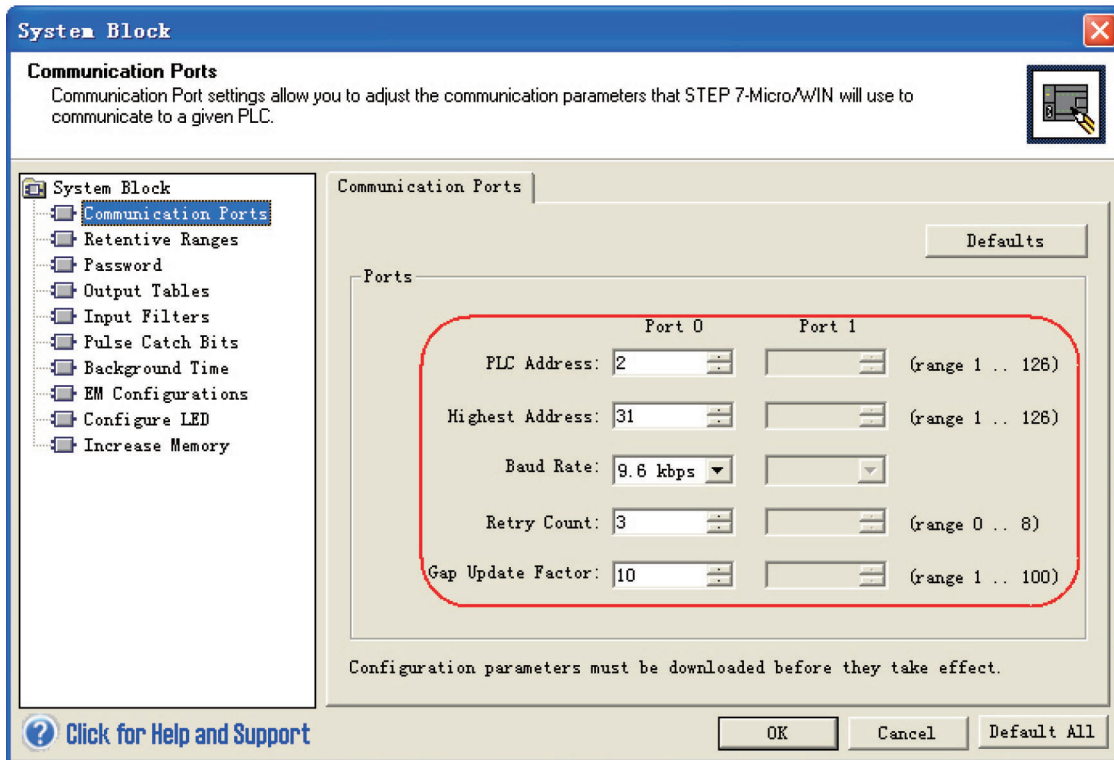 System Block
Communication Ports
Communication Port settings allow you to adjust the communication parameters that STEP 7-Micro/WIN will use to
communicate to a given PLC.
System Block
Communication Ports
Retentive Ranges
Password
Output Tables
Input Filters
Pulse Catch Bits
Background Time
EM Configurations
Configure LED
Increase Memory
Communication Ports
Defaults
Ports
Port 0 Port 1
PLC Address: 2 (range 1 .. 126)
Highest Address: 31 (range 1 .. 126)
Baud Rate: 9.6 kbps
Retry Count: 3 (range 0 .. 8)
Gap Update Factor: 10 (range 1 .. 100)
Configuration parameters must be downloaded before they take effect.
Click for Help and Support
OK Cancel Default All